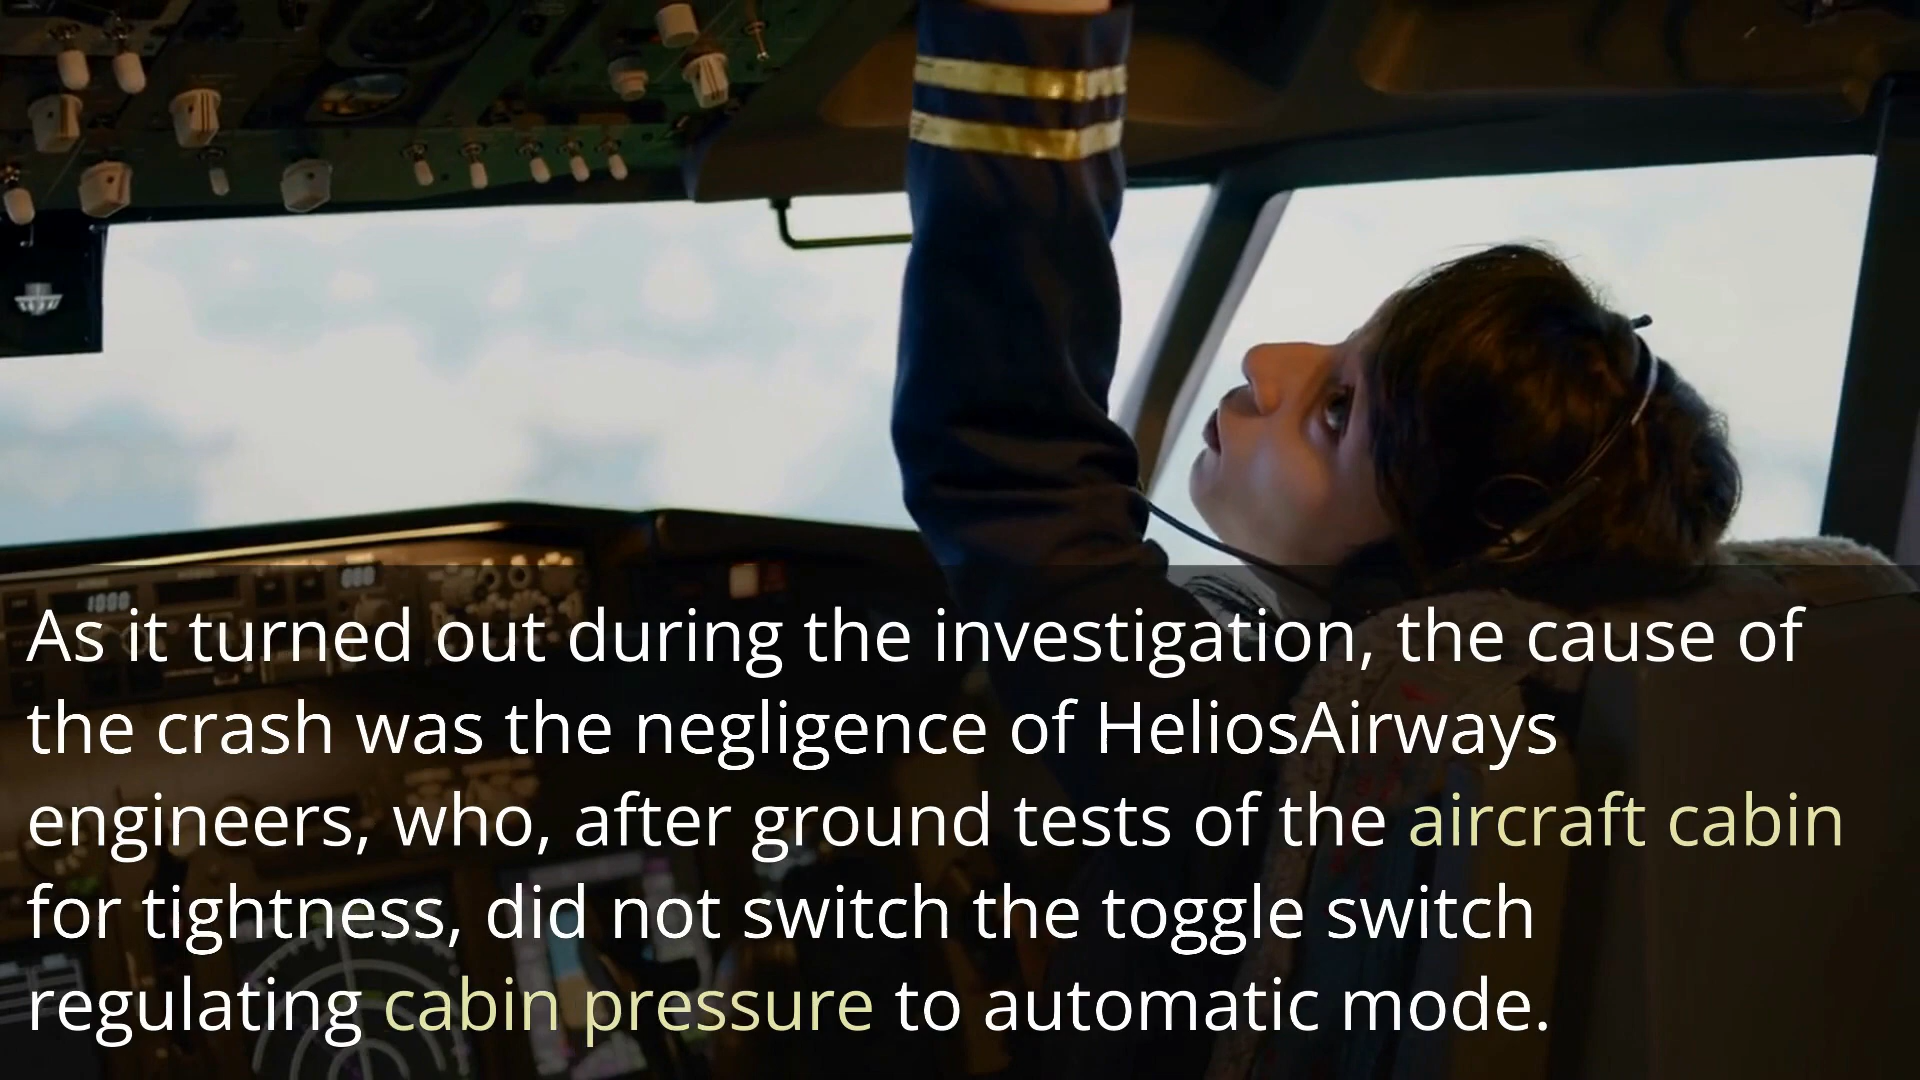 As it turned out during the investigation, the cause of
the crash was the negligence of HeliosAirways
engineers, who, after ground tests of the aircraft cabin
for tightness, did not switch the toggle switch
regulating cabin pressure to automatic mode.